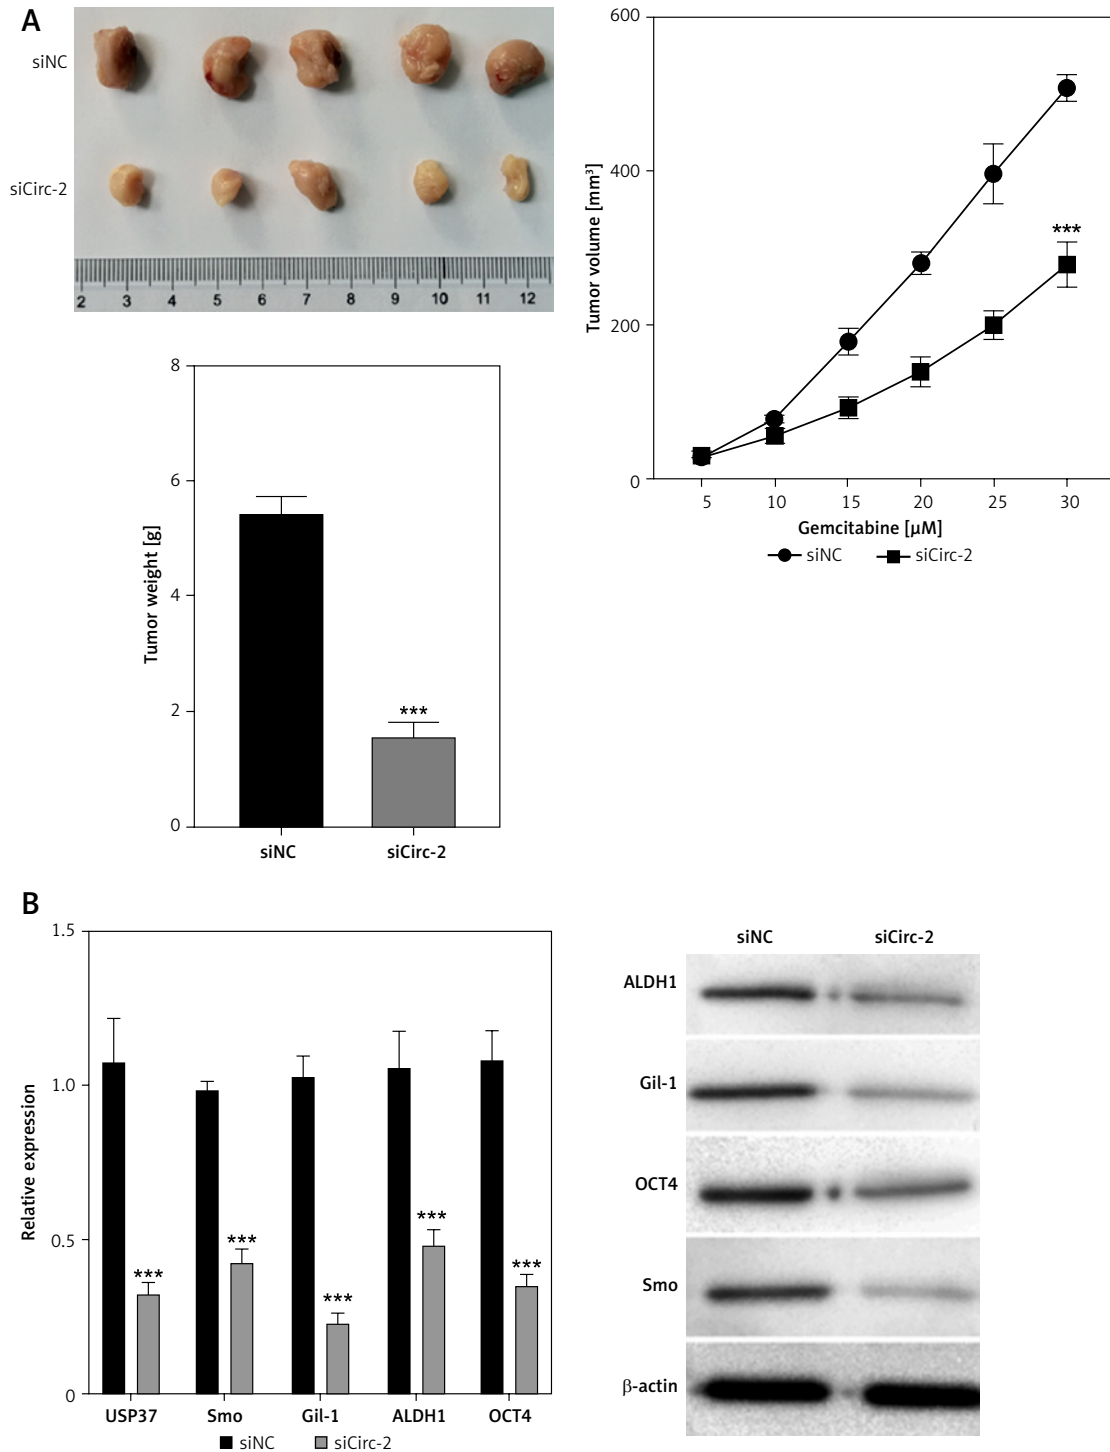 A
siNC
siCirc-2
2 3 4 5 6 7 8 9 10 11 12
Tumor volume [mm³]
600
400
200
0
5 10 15 20 25 30
Gemcitabine [µM]
siNC siCirc-2
***
Tumor weight [g]
8
6
4
2
0
***
siNC siCirc-2
B
Relative expression
1.5
1.0
0.5
0
*** *** *** *** ***
USP37 Smo Gil-1 ALDH1 OCT4
siNC siCirc-2
siNC siCirc-2
ALDH1
Gil-1
OCT4
Smo
β-actin